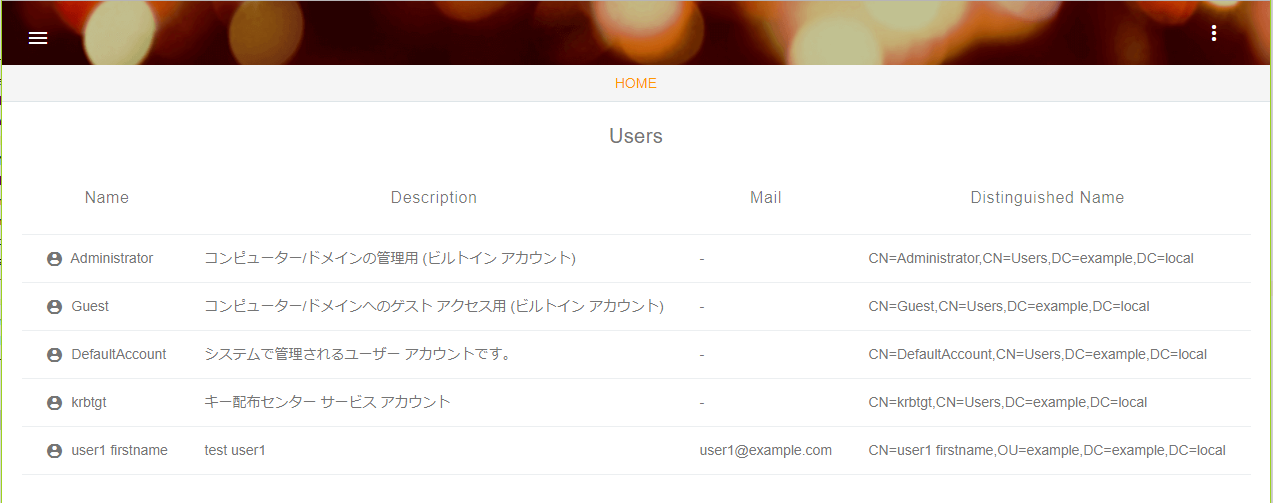 HOME
Users
Name Description Mail Distinguished Name
Administrator コンピューター/ドメインの管理用 (ビルトイン アカウント) - CN=Administrator,CN=Users,DC=example,DC=local
Guest コンピューター/ドメインへのゲスト アクセス用 (ビルトイン アカウント) - CN=Guest,CN=Users,DC=example,DC=local
DefaultAccount システムで管理されるユーザー アカウントです。 - CN=DefaultAccount,CN=Users,DC=example,DC=local
krbtgt キー配布センター サービス アカウント - CN=krbtgt,CN=Users,DC=example,DC=local
user1 firstname test user1 user1@example.com CN=user1 firstname,OU=example,DC=example,DC=local